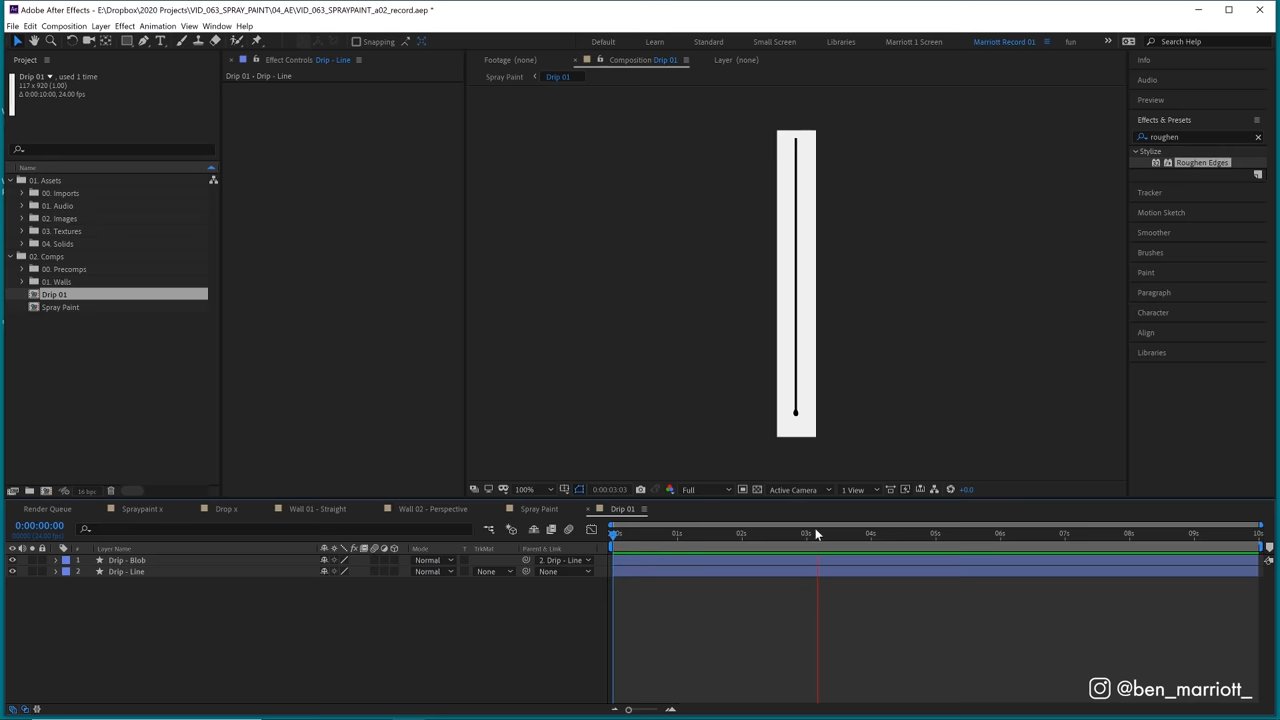 Adobe After Effects - E:\Dropbox\2020 Projects\VID_063_SPRAY_PAINT\04_AE\VID_063_SPRAYPAINT_a02_record.aep *
File Edit Composition Layer Effect Animation View Window Help
Snapping Default Learn Standard Small Screen Libraries Marriott 1 Screen Marriott Record 01 fun Search Help
Project
Drip 01, used 1 time
117 x 920 (1.00)
Δ 0:00:10:00, 24.00 fps
Name
01. Assets
00. Imports
01. Audio
02. Images
03. Textures
04. Solids
02. Comps
00. Precomps
01. Walls
Drip 01
Spray Paint
16 bpc
Effect Controls Drip - Line
Drip 01 • Drip - Line
Footage (none) Composition Drip 01 Layer (none)
Spray Paint Drip 01
100% 0:00:03:03 Full Active Camera 1 View +0.0
Info
Audio
Preview
Effects & Presets
roughen
Stylize
Roughen Edges
Tracker
Motion Sketch
Smoother
Brushes
Paint
Paragraph
Character
Align
Libraries
Render Queue Spraypaint x Drop x Wall 01 - Straight Wall 02 - Perspective Spray Paint Drip 01
0:00:00:00
00000 (24.00 fps)
# Layer Name Mode T TrkMat Parent & Link
1 Drip - Blob Normal 2. Drip - Line
2 Drip - Line Normal None None
:00s 01s 02s 03s 04s 05s 06s 07s 08s 09s 10s
@ben_marriott_